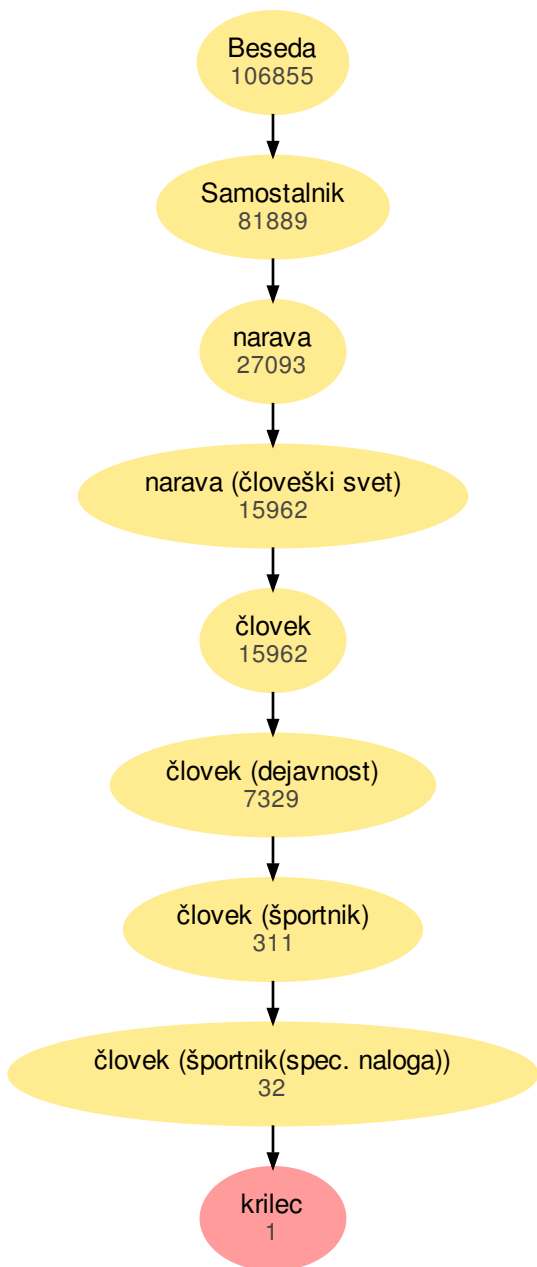 Beseda
106855
Samostalnik
81889
narava
27093
narava (človeški svet)
15962
človek
15962
človek (dejavnost)
7329
človek (športnik)
311
človek (športnik(spec. naloga))
32
krilec
1